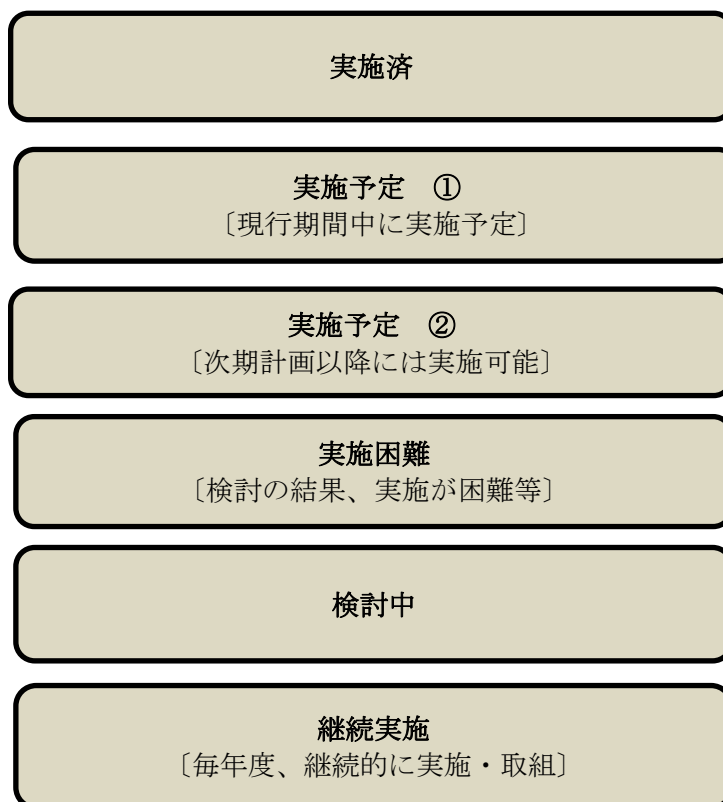 実施済
実施予定　①
〔現行期間中に実施予定〕
実施予定　②
〔次期計画以降には実施可能〕
実施困難
〔検討の結果、実施が困難等〕
検討中
継続実施
〔毎年度、継続的に実施・取組〕